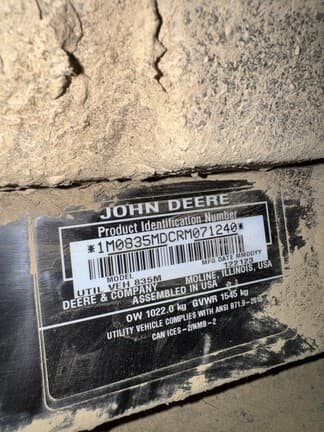 JOHN DEERE
Product Identification Number
*1M0835MDCRM071240*
MODEL MFG DATE MMDDYY
UTIL VEH 835M 122123
DEERE & COMPANY MOLINE, ILLINOIS, USA
ASSEMBLED IN USA
OW 1022.0 kg GVWR 1545 kg
UTILITY VEHICLE COMPLIES WITH ANSI B71.9-2016
CAN ICES-2/NMB-2